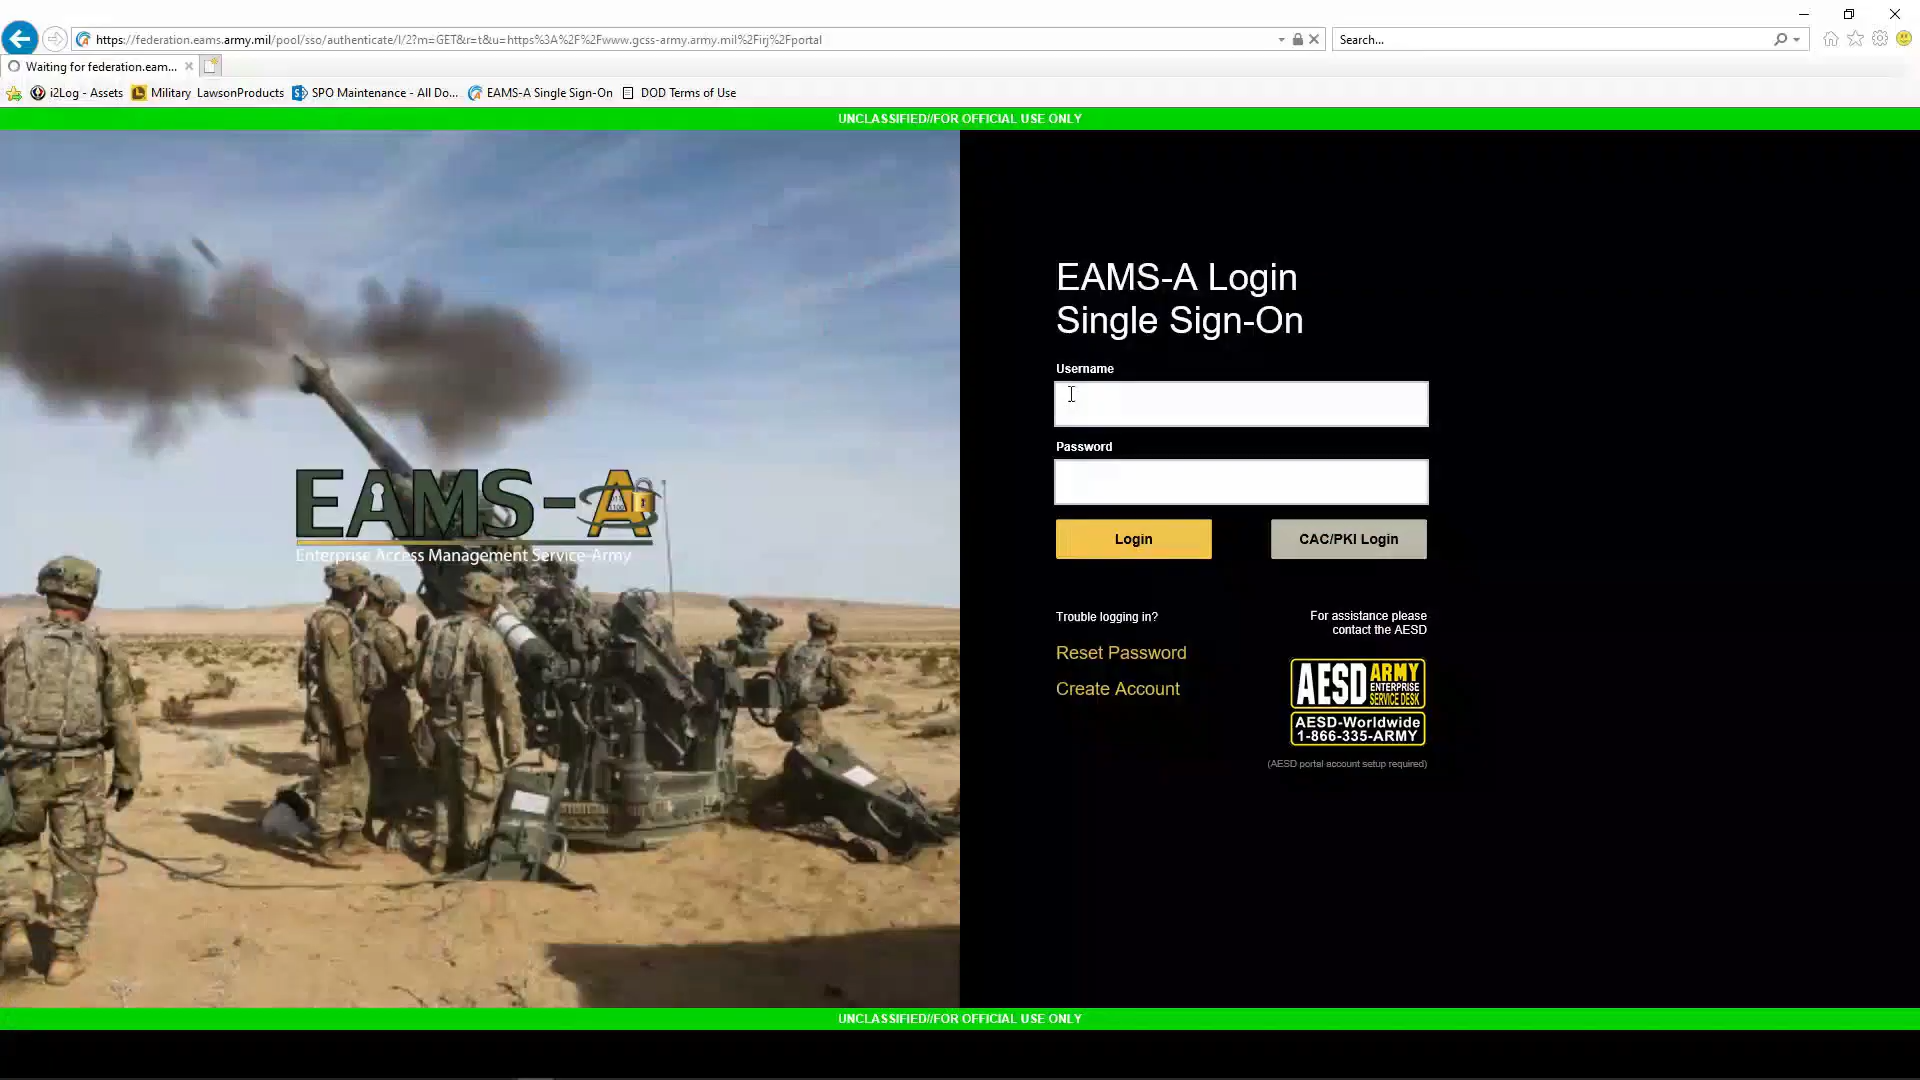 https://federation.eams.army.mil/pool/sso/authenticate/l/2?m=GET&r=t&u=https%3A%2F%2Fwww.gcss-army.army.mil%2Firj%2Fportal
Search...
Waiting for federation.eam...
i2Log - Assets
Military LawsonProducts
SPO Maintenance - All Do...
EAMS-A Single Sign-On
DOD Terms of Use
UNCLASSIFIED//FOR OFFICIAL USE ONLY
EAMS-A
Enterprise Access Management Service-Army
EAMS-A Login
Single Sign-On
Username
Password
Login
CAC/PKI Login
Trouble logging in?
Reset Password
Create Account
For assistance please
contact the AESD
AESD ARMY
ENTERPRISE
SERVICE DESK
AESD-Worldwide
1-866-335-ARMY
(AESD portal account setup required)
UNCLASSIFIED//FOR OFFICIAL USE ONLY